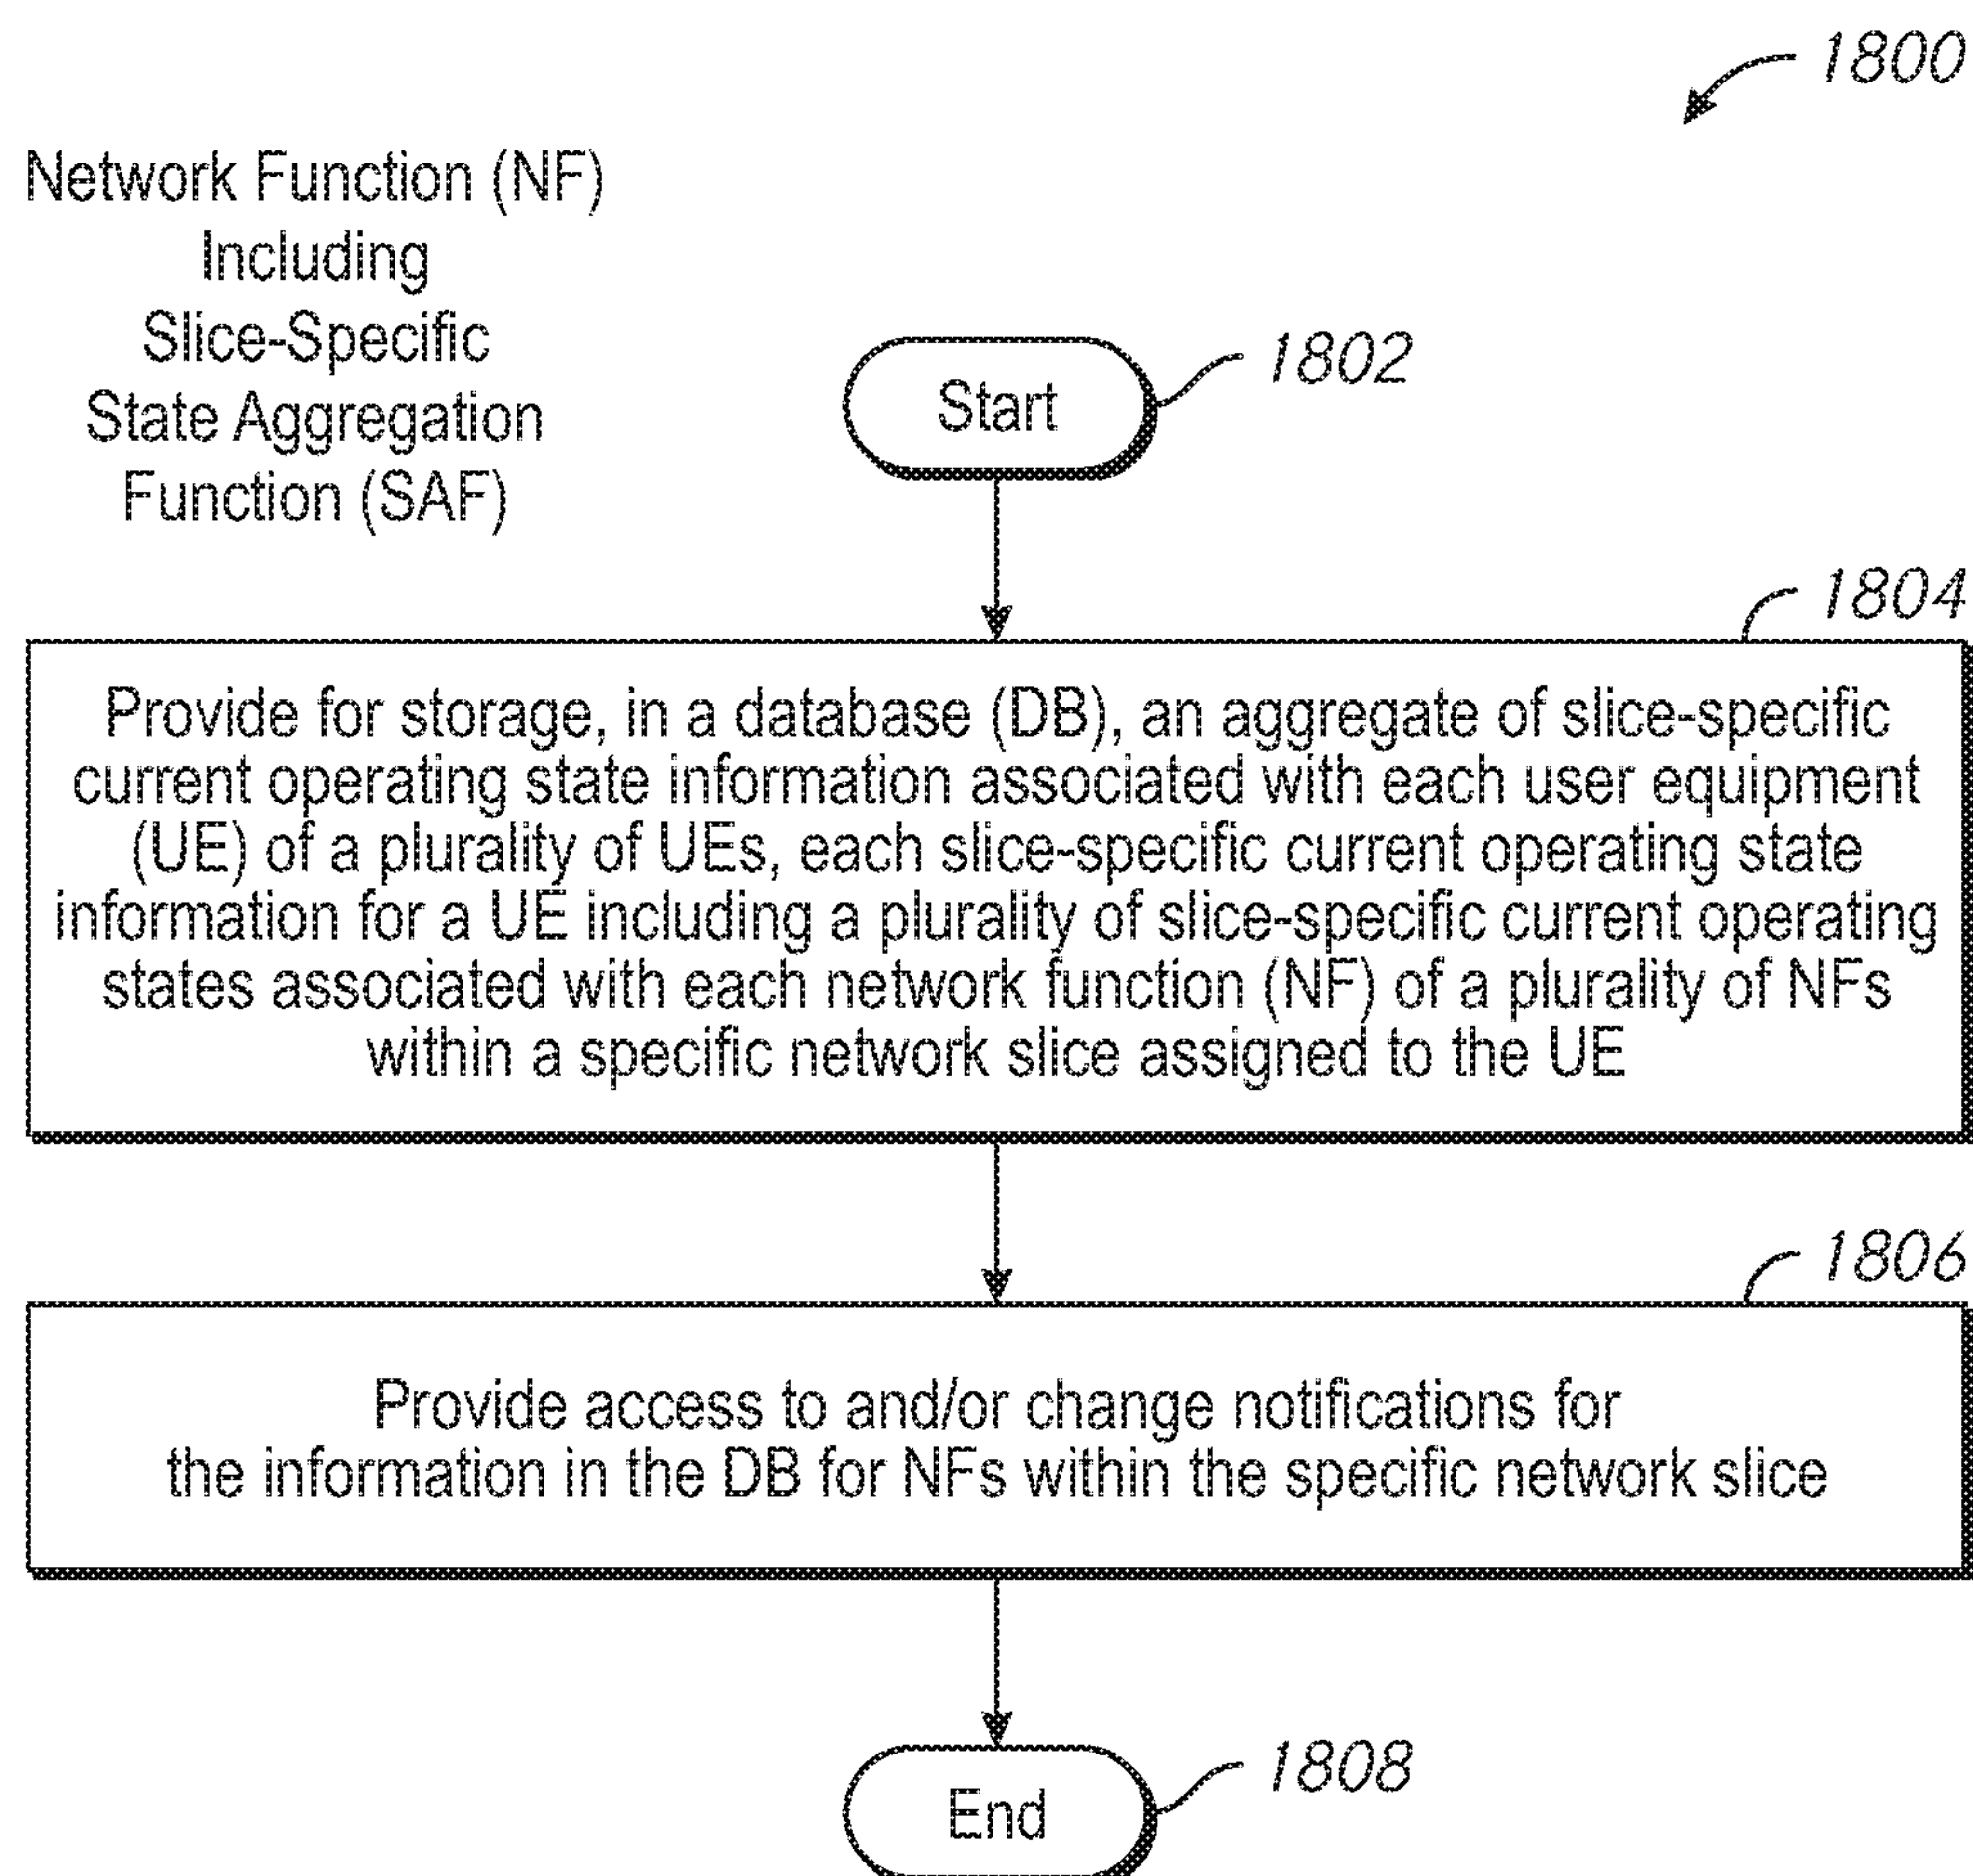 1800
Network Function (NF)
Including
Slice-Specific
State Aggregation
Function (SAF)
Start
1802
1804
Provide for storage, in a database (DB), an aggregate of slice-specific
current operating state information associated with each user equipment
(UE) of a plurality of UEs, each slice-specific current operating state
information for a UE including a plurality of slice-specific current operating
states associated with each network function (NF) of a plurality of NFs
within a specific network slice assigned to the UE
1806
Provide access to and/or change notifications for
the information in the DB for NFs within the specific network slice
End
1808